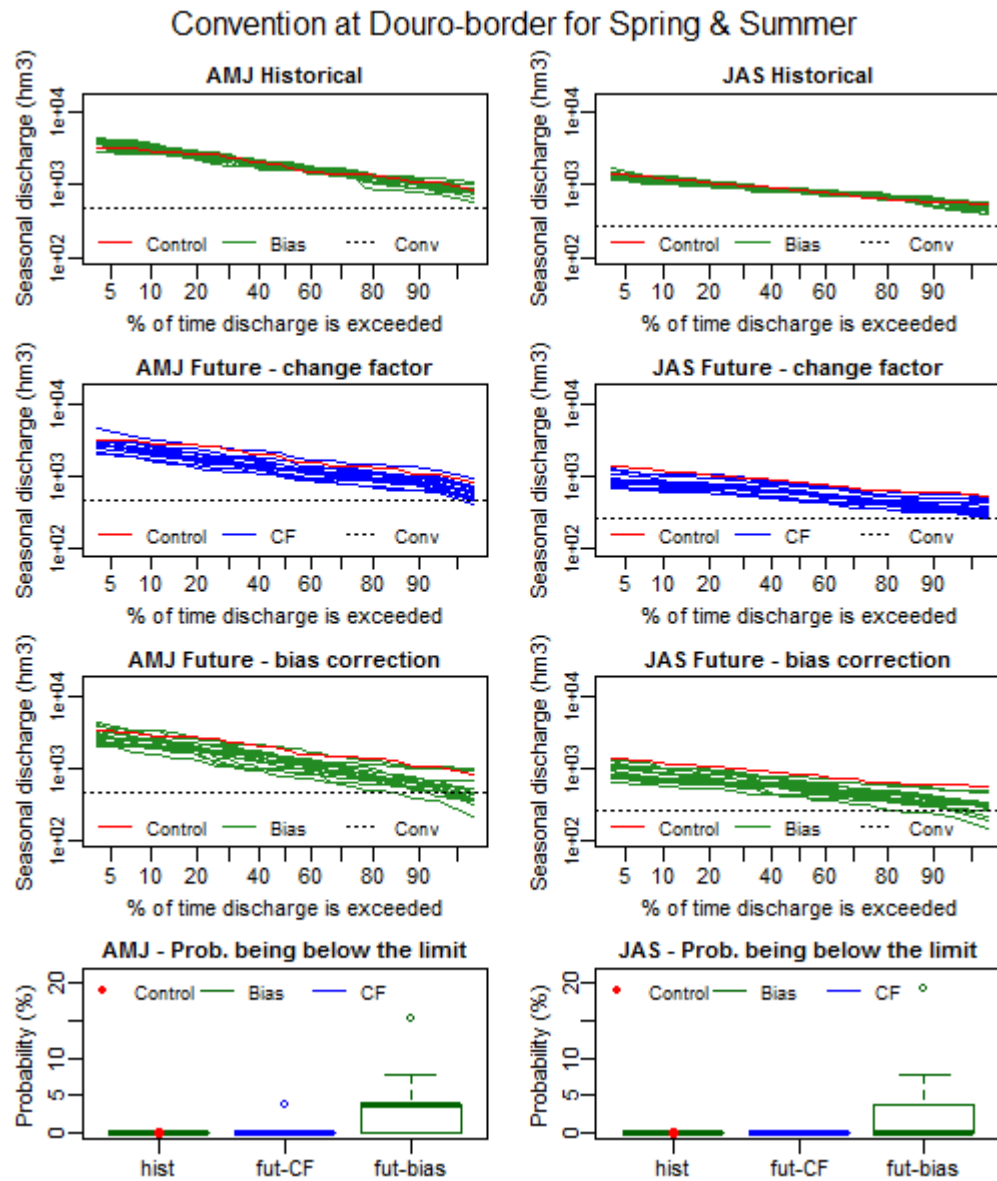 Convention at Douro-border for Spring & Summer
AMJ Historical
Seasonal discharge (hm3)
1e+04
1e+03
1e+02
Control Bias Conv
5 10 20 40 60 80 90
% of time discharge is exceeded
JAS Historical
Seasonal discharge (hm3)
1e+04
1e+03
1e+02
Control Bias Conv
5 10 20 40 60 80 90
% of time discharge is exceeded
AMJ Future - change factor
Seasonal discharge (hm3)
1e+04
1e+03
1e+02
Control CF Conv
5 10 20 40 60 80 90
% of time discharge is exceeded
JAS Future - change factor
Seasonal discharge (hm3)
1e+04
1e+03
1e+02
Control CF Conv
5 10 20 40 60 80 90
% of time discharge is exceeded
AMJ Future - bias correction
Seasonal discharge (hm3)
1e+04
1e+03
1e+02
Control Bias Conv
5 10 20 40 60 80 90
% of time discharge is exceeded
JAS Future - bias correction
Seasonal discharge (hm3)
1e+04
1e+03
1e+02
Control Bias Conv
5 10 20 40 60 80 90
% of time discharge is exceeded
AMJ - Prob. being below the limit
Probability (%)
20
10
5
0
Control Bias CF
hist fut-CF fut-bias
JAS - Prob. being below the limit
Probability (%)
20
10
5
0
Control Bias CF
hist fut-CF fut-bias